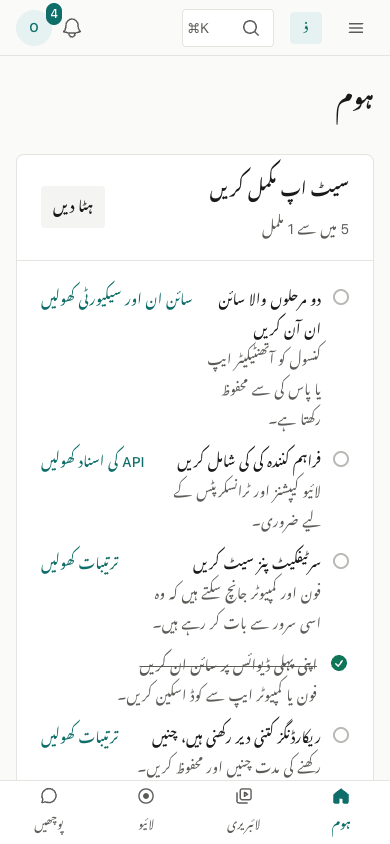 ذ
⌘K
4
O
ہوم
سیٹ اپ مکمل کریں
5 میں سے 1 مکمل
ہٹا دیں
دو مرحلوں والا سائن
ان آن کریں
سائن ان اور سیکیورٹی کھولیں
کنسول کو آتھنٹیکیٹر ایپ
یا پاس کی سے محفوظ
رکھتا ہے۔
فراہم کنندہ کی کی شامل کریں
API کی اسناد کھولیں
لائیو کیپشنز اور ٹرانسکرپٹس کے
لیے ضروری۔
سرٹیفکیٹ پنز سیٹ کریں
ترتیبات کھولیں
فون اور کمپیوٹر جانچ سکتے ہیں کہ وہ
اسی سرور سے بات کر رہے ہیں۔
اپنی پہلی ڈیوائس پر سائن ان کریں
فون یا کمپیوٹر ایپ سے کوڈ اسکین کریں۔
ریکارڈنگز کتنی دیر رکھنی ہیں، چنیں
ترتیبات کھولیں
رکھنے کی مدت چنیں اور محفوظ کریں۔
ہوم
لائبریری
لائیو
پوچھیں